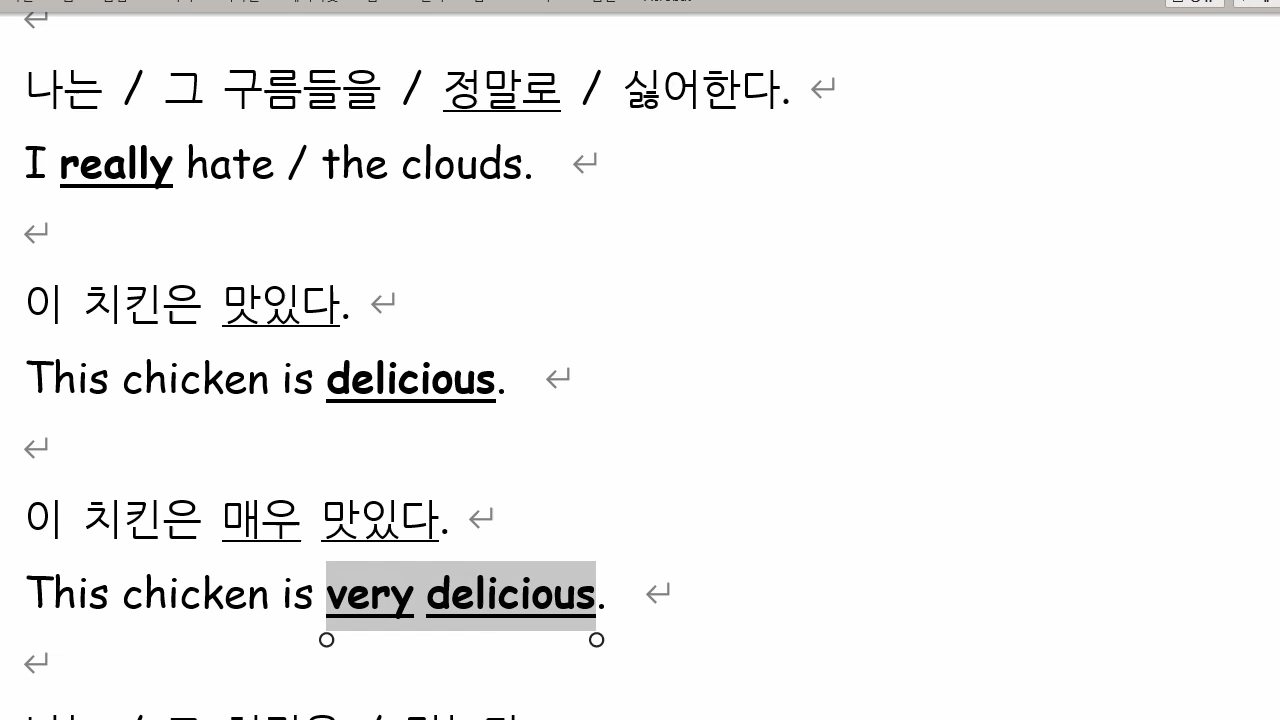 나는 / 그 구름들을 / 정말로 / 싫어한다.
I really hate / the clouds.
이 치킨은 맛있다.
This chicken is delicious.
이 치킨은 매우 맛있다.
This chicken is very delicious.